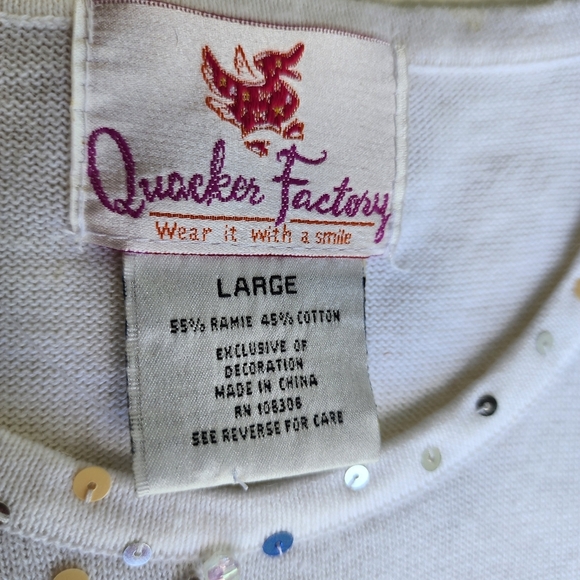 Quacker Factory
Wear it with a smile
LARGE
55% RAMIE 45% COTTON
EXCLUSIVE OF
DECORATION
MADE IN CHINA
RN 108306
SEE REVERSE FOR CARE